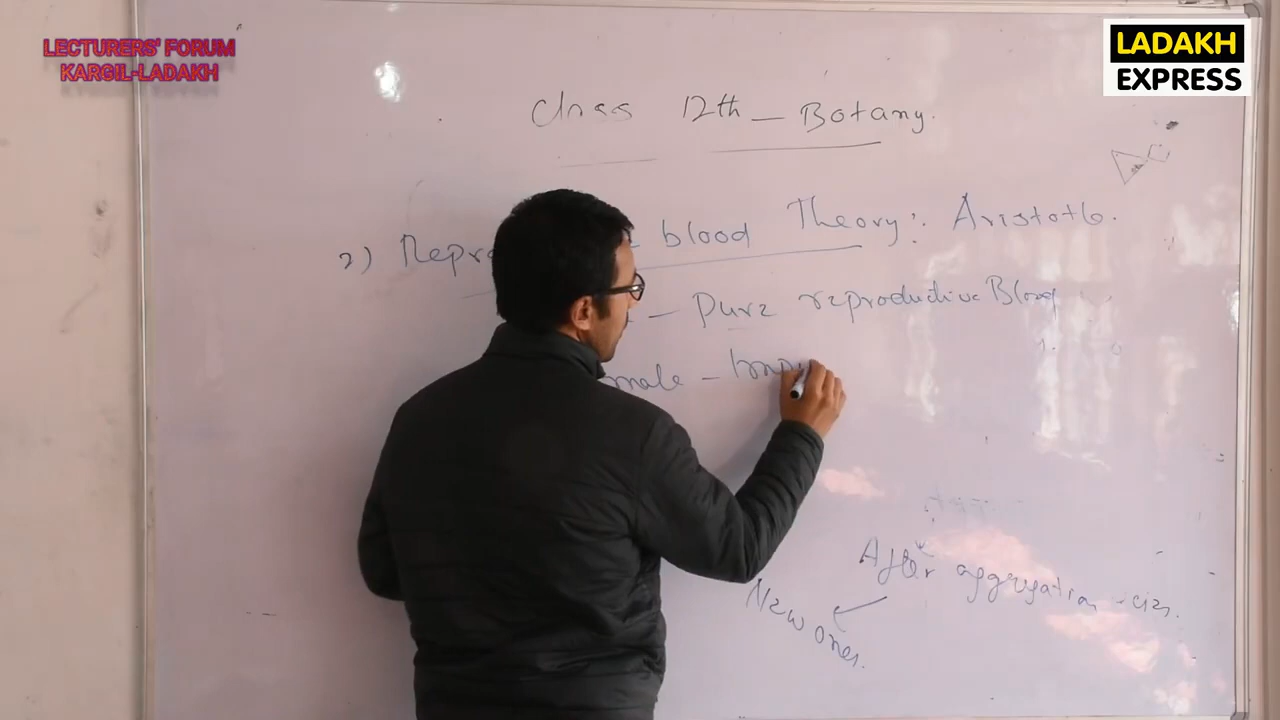 LECTURERS' FORUM
KARGIL-LADAKH
LADAKH
EXPRESS
Class 12th - Botany.
2) Repro blood Theory: Aristotle.
- Pure reproductive Blood
male - Imp
After aggregation
New ones.